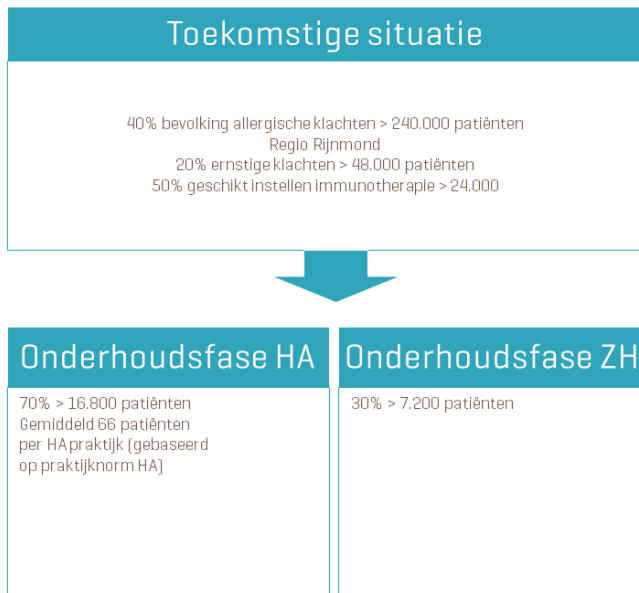 Toekomstige situatie
40% bevolking allergische klachten > 240.000 patiënten
Regio Rijnmond
20% ernstige klachten > 48.000 patiënten
50% geschikt instellen immunotherapie > 24.000
Onderhoudsfase HA
70% > 16.800 patiënten
Gemiddeld 66 patiënten
per HA praktijk (gebaseerd
op praktijknorm HA)
Onderhoudsfase ZH
30% > 7.200 patiënten